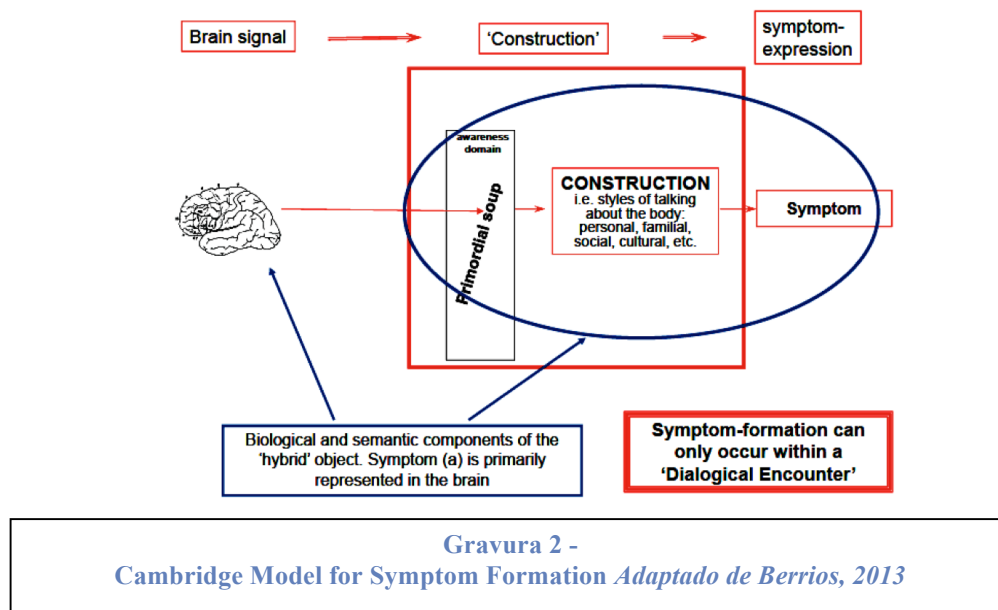 Brain signal
‘Construction’
symptom-
expression
awareness
domain
Primordial soup
CONSTRUCTION
i.e. styles of talking
about the body:
personal, familial,
social, cultural, etc.
Symptom
Biological and semantic components of the
‘hybrid’ object. Symptom (a) is primarily
represented in the brain
Symptom-formation can
only occur within a
‘Dialogical Encounter’
Gravura 2 -
Cambridge Model for Symptom Formation Adaptado de Berrios, 2013